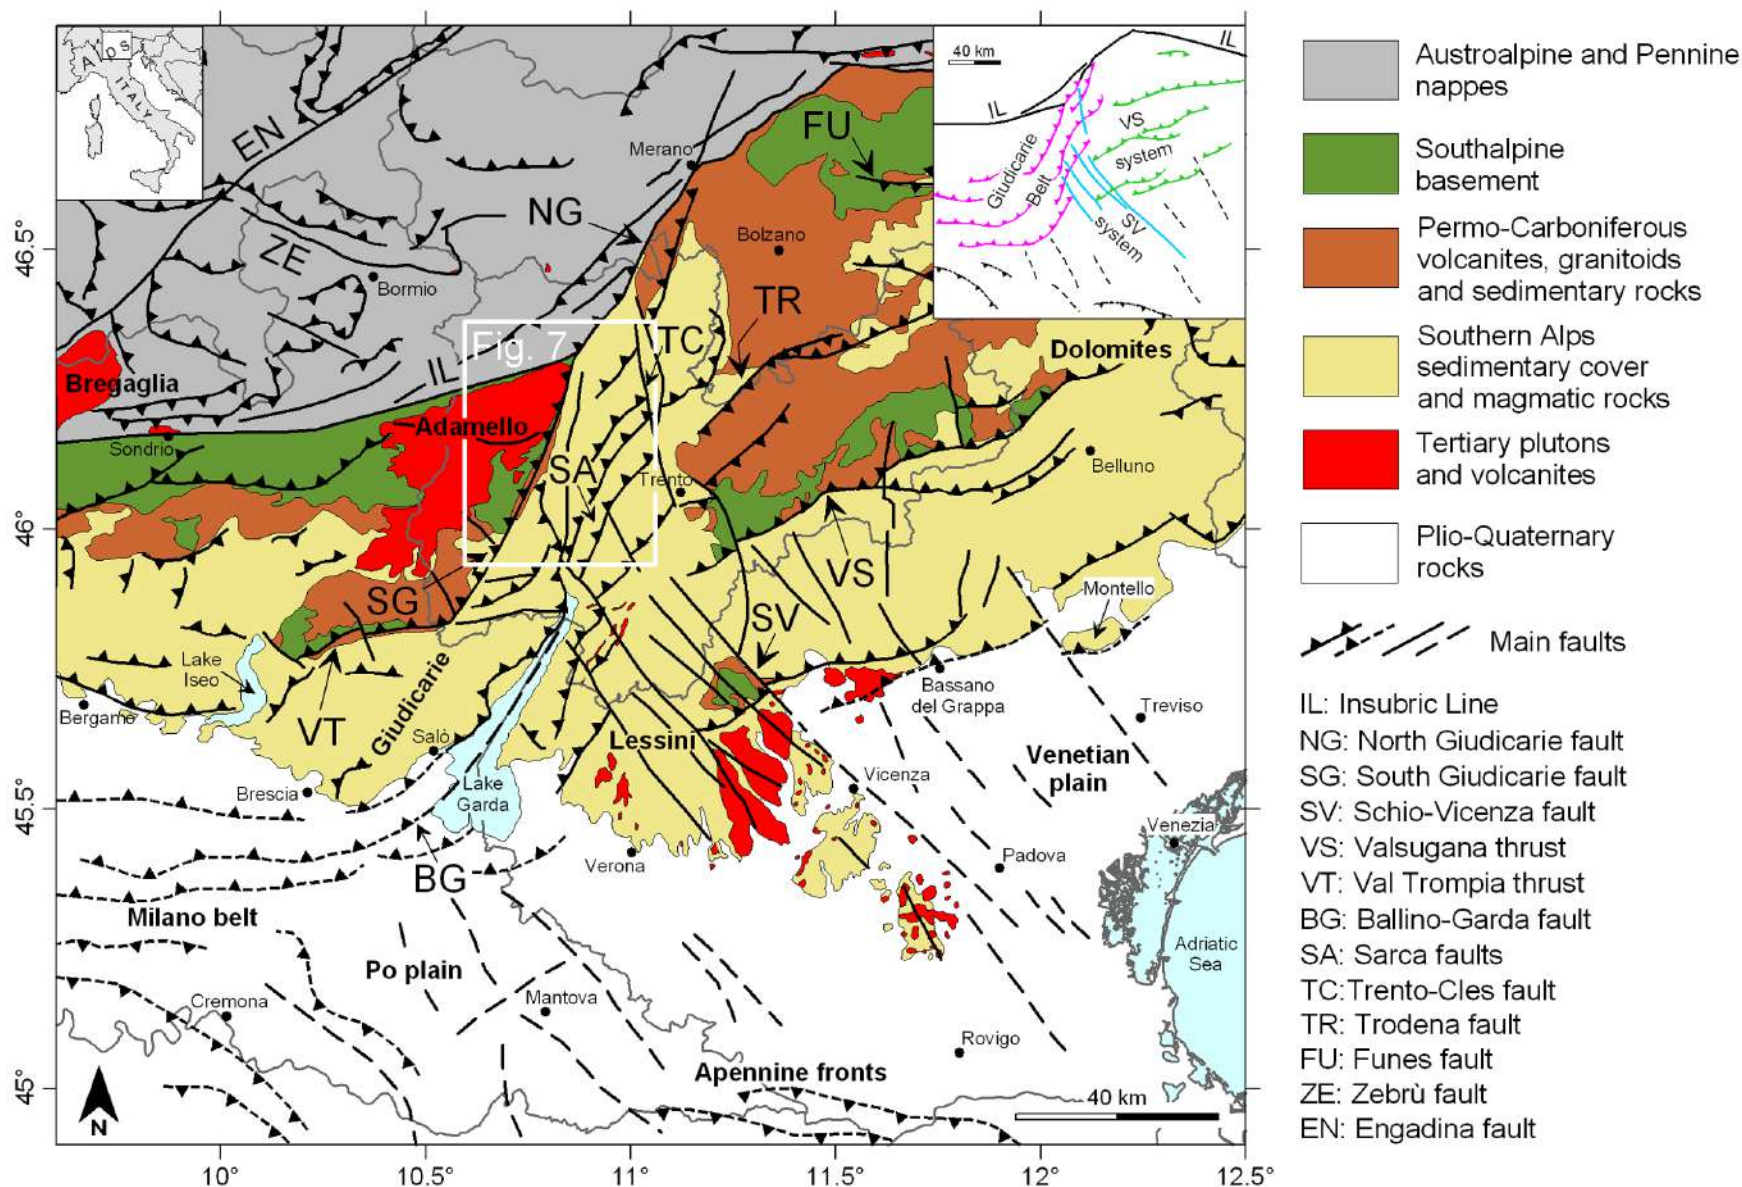 A
D S
ITALY
EN
ZE
Bormio
NG
Merano
FU
Bolzano
TR
TC
Fig. 7
IL
Bregaglia
Sondrio
Adamello
SA
Trento
Dolomites
Belluno
VS
SV
Montello
SG
Lake
Iseo
Bergamo
VT
Giudicarie
Salò
Brescia
Lake
Garda
Lessini
Bassano
del Grappa
Treviso
Vicenza
Venetian
plain
Venezia
Padova
Verona
BG
Milano belt
Po plain
Cremona
Mantova
Rovigo
Adriatic
Sea
Apennine fronts
40 km
N
40 km
IL
IL
VS
system
Giudicarie
Belt
SV
system
46.5°
46°
45.5°
45°
10°
10.5°
11°
11.5°
12°
12.5°
Austroalpine and Pennine
nappes
Southalpine
basement
Permo-Carboniferous
volcanites, granitoids
and sedimentary rocks
Southern Alps
sedimentary cover
and magmatic rocks
Tertiary plutons
and volcanites
Plio-Quaternary
rocks
Main faults
IL: Insubric Line
NG: North Giudicarie fault
SG: South Giudicarie fault
SV: Schio-Vicenza fault
VS: Valsugana thrust
VT: Val Trompia thrust
BG: Ballino-Garda fault
SA: Sarca faults
TC:Trento-Cles fault
TR: Trodena fault
FU: Funes fault
ZE: Zebrù fault
EN: Engadina fault